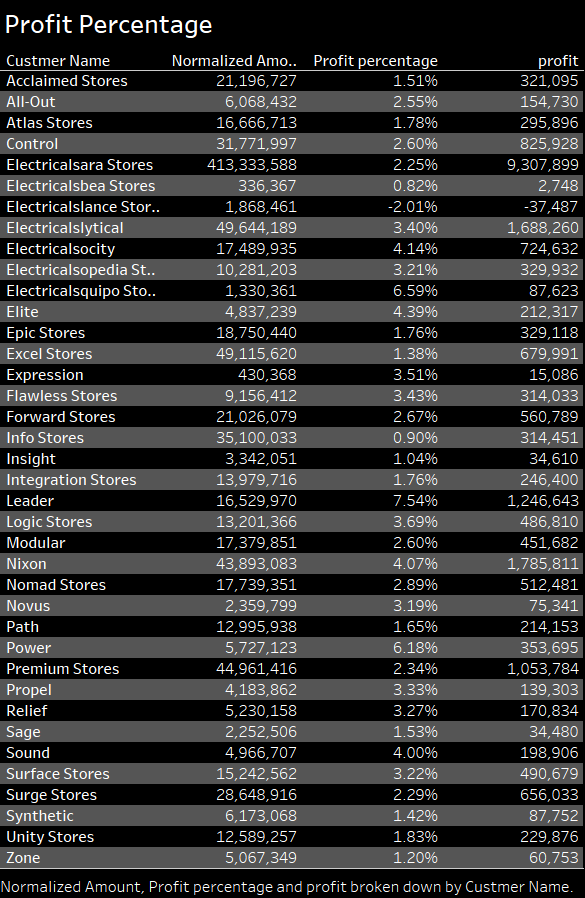 Profit Percentage
Custmer Name Normalized Amo.. Profit percentage profit
Acclaimed Stores 21,196,727 1.51% 321,095
All-Out 6,068,432 2.55% 154,730
Atlas Stores 16,666,713 1.78% 295,896
Control 31,771,997 2.60% 825,928
Electricalsara Stores 413,333,588 2.25% 9,307,899
Electricalsbea Stores 336,367 0.82% 2,748
Electricalslance Stor.. 1,868,461 -2.01% -37,487
Electricalslytical 49,644,189 3.40% 1,688,260
Electricalsocity 17,489,935 4.14% 724,632
Electricalsopedia St.. 10,281,203 3.21% 329,932
Electricalsquipo Sto.. 1,330,361 6.59% 87,623
Elite 4,837,239 4.39% 212,317
Epic Stores 18,750,440 1.76% 329,118
Excel Stores 49,115,620 1.38% 679,991
Expression 430,368 3.51% 15,086
Flawless Stores 9,156,412 3.43% 314,033
Forward Stores 21,026,079 2.67% 560,789
Info Stores 35,100,033 0.90% 314,451
Insight 3,342,051 1.04% 34,610
Integration Stores 13,979,716 1.76% 246,400
Leader 16,529,970 7.54% 1,246,643
Logic Stores 13,201,366 3.69% 486,810
Modular 17,379,851 2.60% 451,682
Nixon 43,893,083 4.07% 1,785,811
Nomad Stores 17,739,351 2.89% 512,481
Novus 2,359,799 3.19% 75,341
Path 12,995,938 1.65% 214,153
Power 5,727,123 6.18% 353,695
Premium Stores 44,961,416 2.34% 1,053,784
Propel 4,183,862 3.33% 139,303
Relief 5,230,158 3.27% 170,834
Sage 2,252,506 1.53% 34,480
Sound 4,966,707 4.00% 198,906
Surface Stores 15,242,562 3.22% 490,679
Surge Stores 28,648,916 2.29% 656,033
Synthetic 6,173,068 1.42% 87,752
Unity Stores 12,589,257 1.83% 229,876
Zone 5,067,349 1.20% 60,753
Normalized Amount, Profit percentage and profit broken down by Custmer Name.